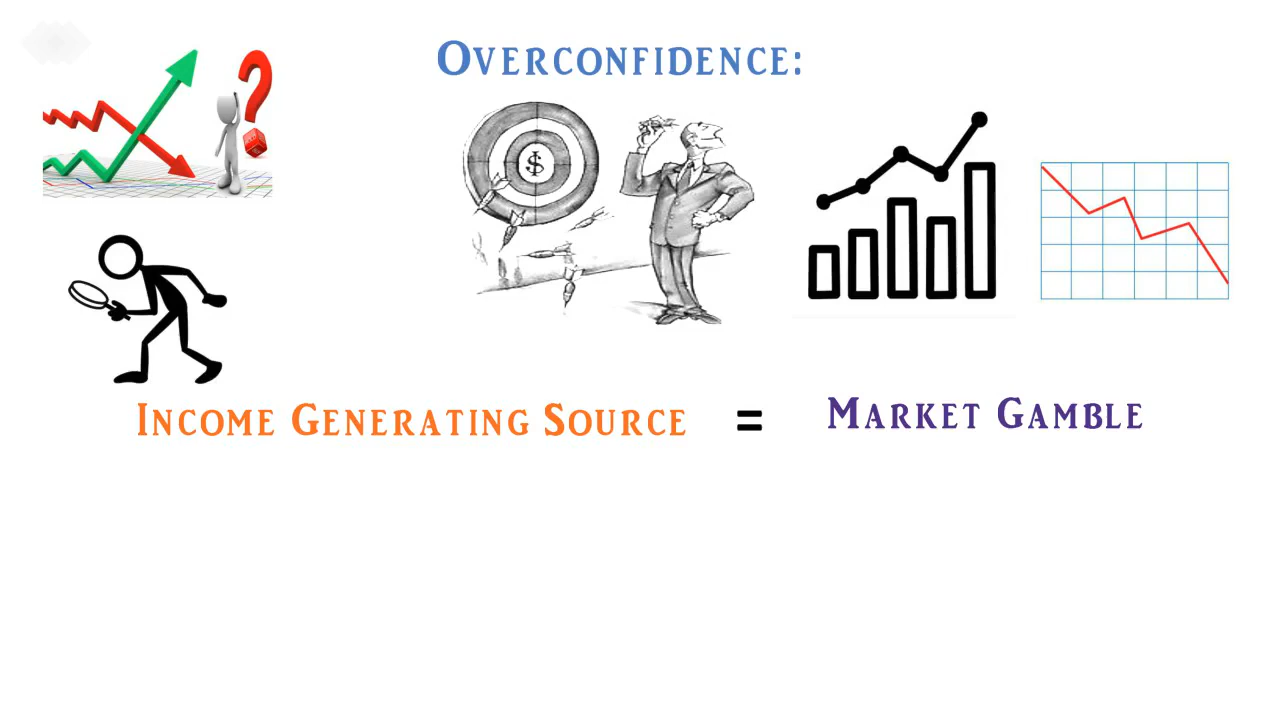 OVERCONFIDENCE:
$
INCOME GENERATING SOURCE = MARKET GAMBLE